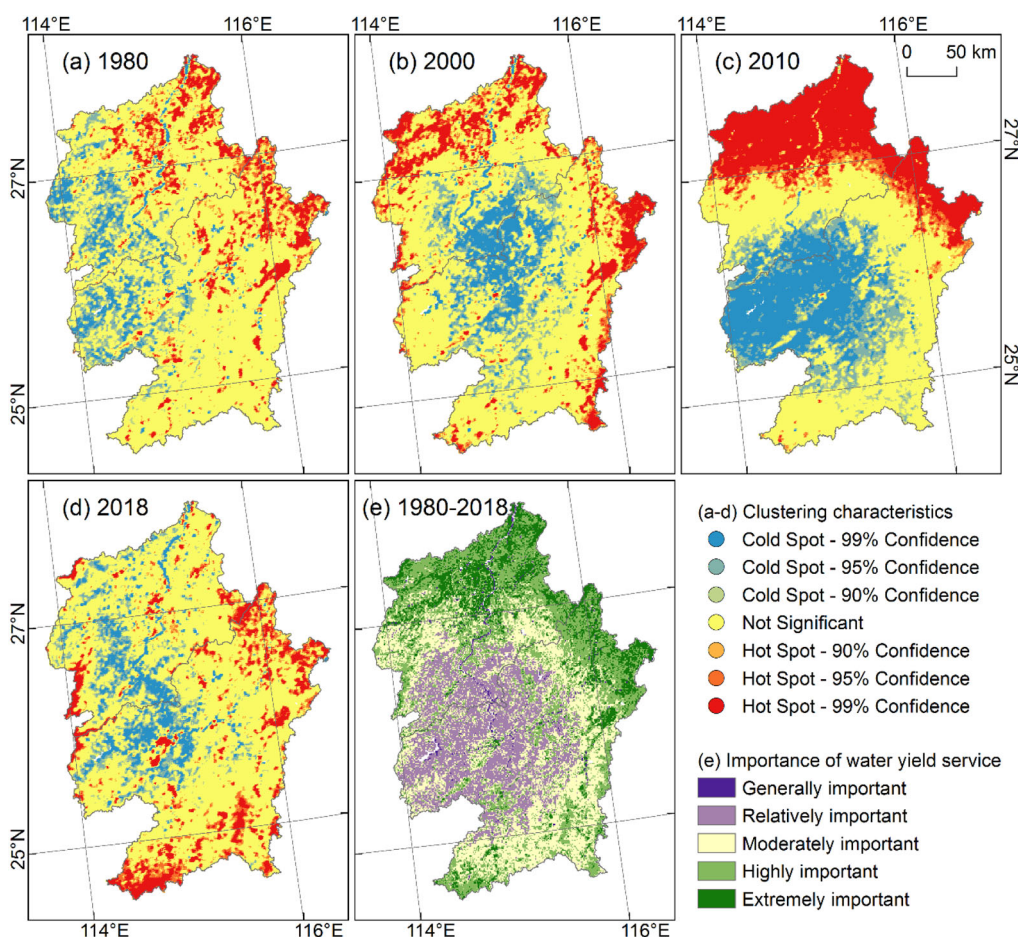 114°E
116°E
114°E
116°E
(a) 1980
(b) 2000
(c) 2010
0 50 km
27°N
27°N
25°N
25°N
(d) 2018
(e) 1980-2018
27°N
25°N
114°E
116°E
114°E
116°E
(a-d) Clustering characteristics
Cold Spot - 99% Confidence
Cold Spot - 95% Confidence
Cold Spot - 90% Confidence
Not Significant
Hot Spot - 90% Confidence
Hot Spot - 95% Confidence
Hot Spot - 99% Confidence
(e) Importance of water yield service
Generally important
Relatively important
Moderately important
Highly important
Extremely important